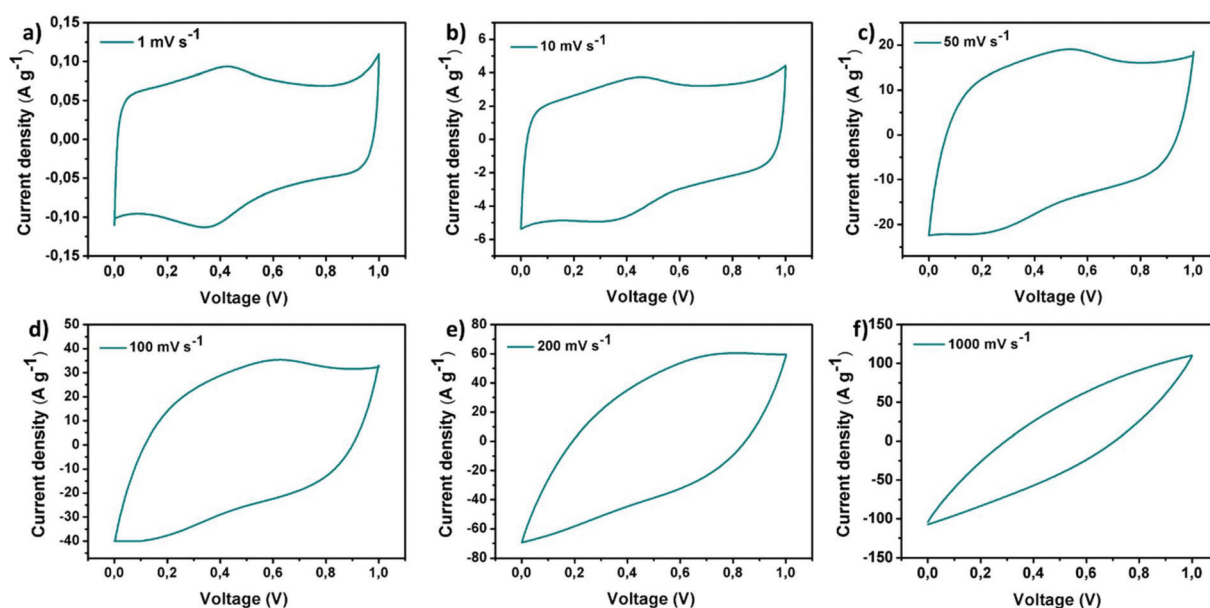 a)
1 mV s⁻¹
Current density (A g⁻¹)
0,15
0,10
0,05
0,00
-0,05
-0,10
-0,15
0,0 0,2 0,4 0,6 0,8 1,0
Voltage (V)
b)
10 mV s⁻¹
Current density (A g⁻¹)
6
4
2
0
-2
-4
-6
0,0 0,2 0,4 0,6 0,8 1,0
Voltage (V)
c)
50 mV s⁻¹
Current density (A g⁻¹)
20
10
0
-10
-20
0,0 0,2 0,4 0,6 0,8 1,0
Voltage (V)
d)
100 mV s⁻¹
Current density (A g⁻¹)
50
40
30
20
10
0
-10
-20
-30
-40
0,0 0,2 0,4 0,6 0,8 1,0
Voltage (V)
e)
200 mV s⁻¹
Current density (A g⁻¹)
80
60
40
20
0
-20
-40
-60
-80
0,0 0,2 0,4 0,6 0,8 1,0
Voltage (V)
f)
1000 mV s⁻¹
Current density (A g⁻¹)
150
100
50
0
-50
-100
-150
0,0 0,2 0,4 0,6 0,8 1,0
Voltage (V)